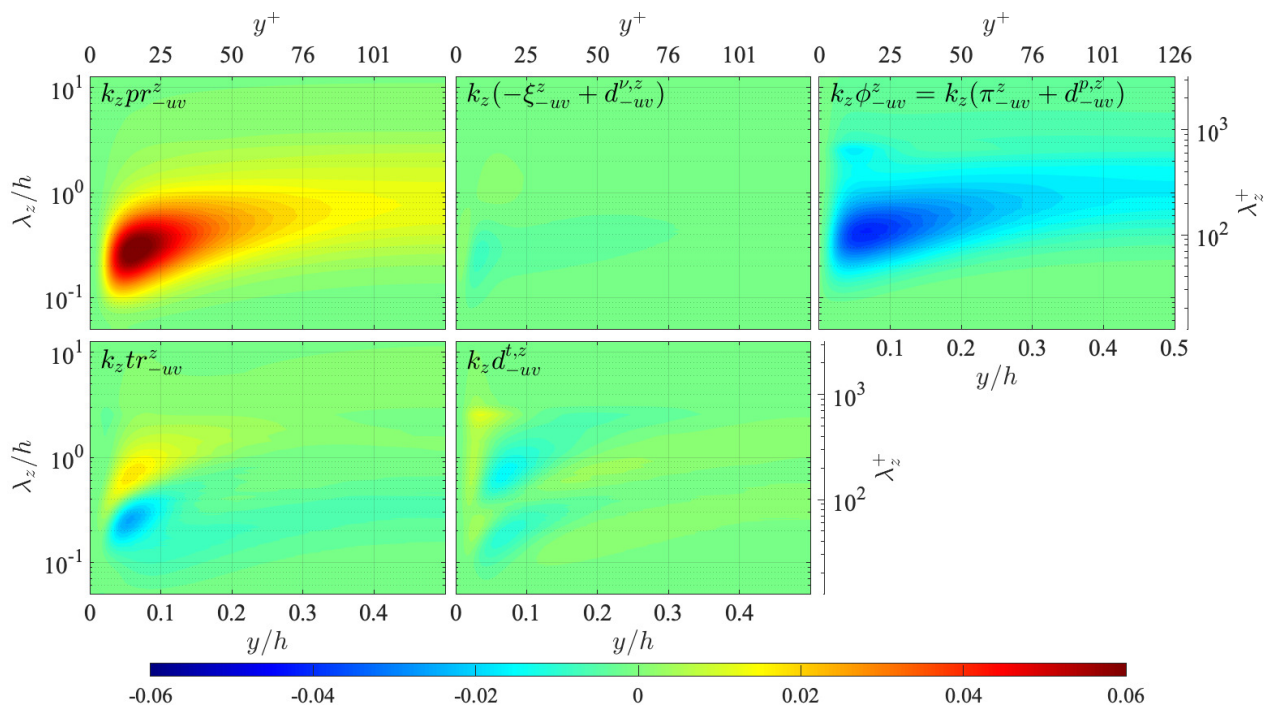 y⁺ y⁺ y⁺
0 25 50 76 101 0 25 50 76 101 0 25 50 76 101 126
10¹ k_z pr^z_{-uv} k_z(-ξ^z_{-uv} + d^{ν,z}_{-uv}) k_z ϕ^z_{-uv} = k_z(π^z_{-uv} + d^{p,z}_{-uv})
10³
λ_z/h 10⁰ λ_z⁺
10²
10⁻¹
0.1 0.2 0.3 0.4 0.5
y/h
10¹ k_z tr^z_{-uv} k_z d^{t,z}_{-uv}
10³
λ_z/h 10⁰ λ_z⁺
10²
10⁻¹
0 0.1 0.2 0.4 0 0.1 0.2 0.4
y/h y/h
-0.06 -0.04 -0.02 0 0.02 0.04 0.06